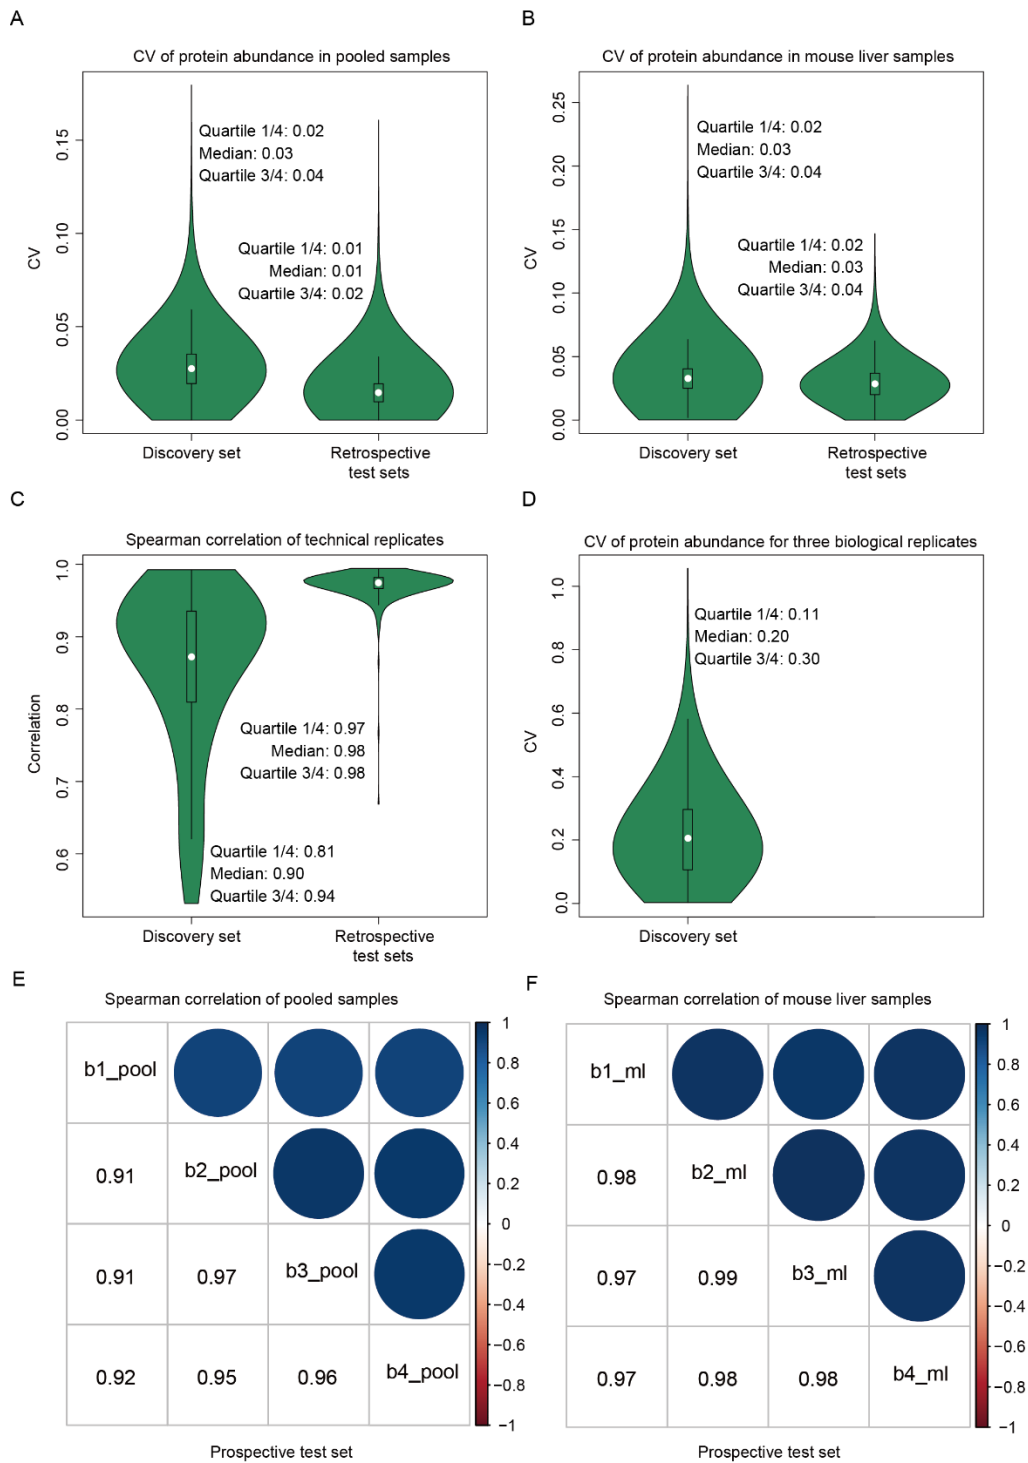 A
CV of protein abundance in pooled samples
CV
0.00
0.05
0.10
0.15
Quartile 1/4: 0.02
Median: 0.03
Quartile 3/4: 0.04
Quartile 1/4: 0.01
Median: 0.01
Quartile 3/4: 0.02
Discovery set
Retrospective
test sets
B
CV of protein abundance in mouse liver samples
CV
0.00
0.05
0.10
0.15
0.20
0.25
Quartile 1/4: 0.02
Median: 0.03
Quartile 3/4: 0.04
Quartile 1/4: 0.02
Median: 0.03
Quartile 3/4: 0.04
Discovery set
Retrospective
test sets
C
Spearman correlation of technical replicates
Correlation
0.6
0.7
0.8
0.9
1.0
Quartile 1/4: 0.97
Median: 0.98
Quartile 3/4: 0.98
Quartile 1/4: 0.81
Median: 0.90
Quartile 3/4: 0.94
Discovery set
Retrospective
test sets
D
CV of protein abundance for three biological replicates
CV
0.0
0.2
0.4
0.6
0.8
1.0
Quartile 1/4: 0.11
Median: 0.20
Quartile 3/4: 0.30
Discovery set
E
Spearman correlation of pooled samples
b1_pool
0.91 b2_pool
0.91 0.97 b3_pool
0.92 0.95 0.96 b4_pool
1
0.8
0.6
0.4
0.2
0
−0.2
−0.4
−0.6
−0.8
−1
Prospective test set
F
Spearman correlation of mouse liver samples
b1_ml
0.98 b2_ml
0.97 0.99 b3_ml
0.97 0.98 0.98 b4_ml
1
0.8
0.6
0.4
0.2
0
−0.2
−0.4
−0.6
−0.8
−1
Prospective test set